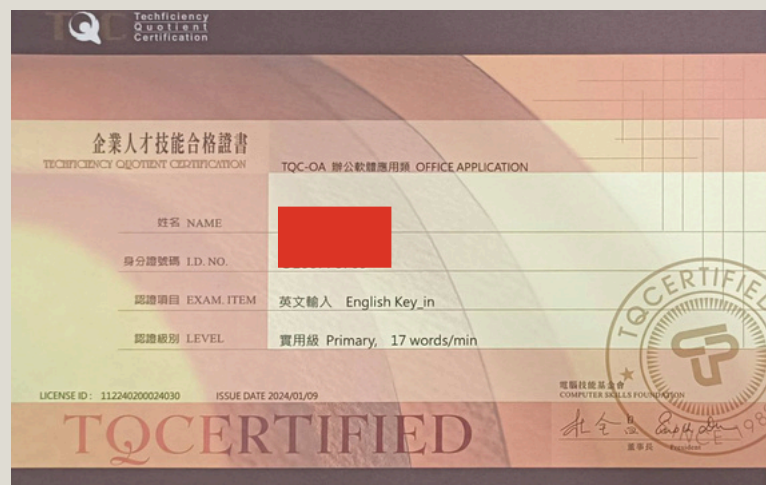 TQC Techficiency
Quotient
Certification
企業人才技能合格證書
TECHFICIENCY QUOTIENT CERTIFICATION
TQC-OA 辦公軟體應用類 OFFICE APPLICATION
姓名 NAME
身分證號碼 I.D. NO.
認證項目 EXAM. ITEM 英文輸入 English Key_in
認證級別 LEVEL 實用級 Primary, 17 words/min
LICENSE ID : 112240200024030 ISSUE DATE 2024/01/09
電腦技能基金會
COMPUTER SKILLS FOUNDATION
TQCERTIFIED
董事長 President
TQCERTIFIED
SINCE 198